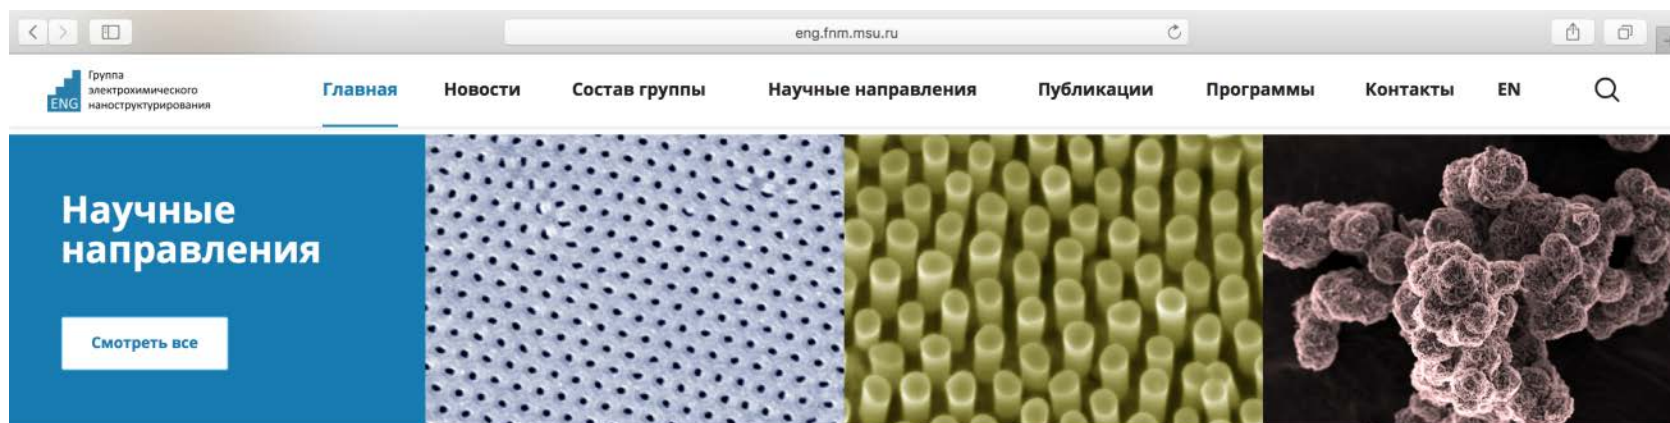 eng.fnm.msu.ru
Группа
электрохимического
наноструктурирования
ENG
Главная
Новости
Состав группы
Научные направления
Публикации
Программы
Контакты
EN
Научные
направления
Смотреть все